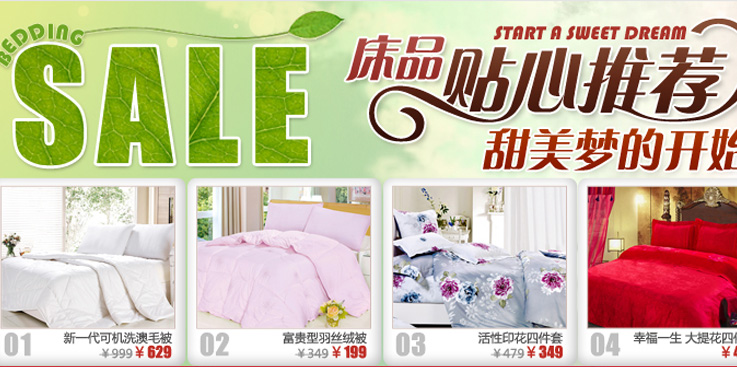 BEDDING
SALE
START A SWEET DREAM
床品
贴心推荐
甜美梦的开始
01
新一代可机洗澳毛被
￥999￥629
02
富贵型羽丝绒被
￥349￥199
03
活性印花四件套
￥479￥349
04
幸福一生 大提花四